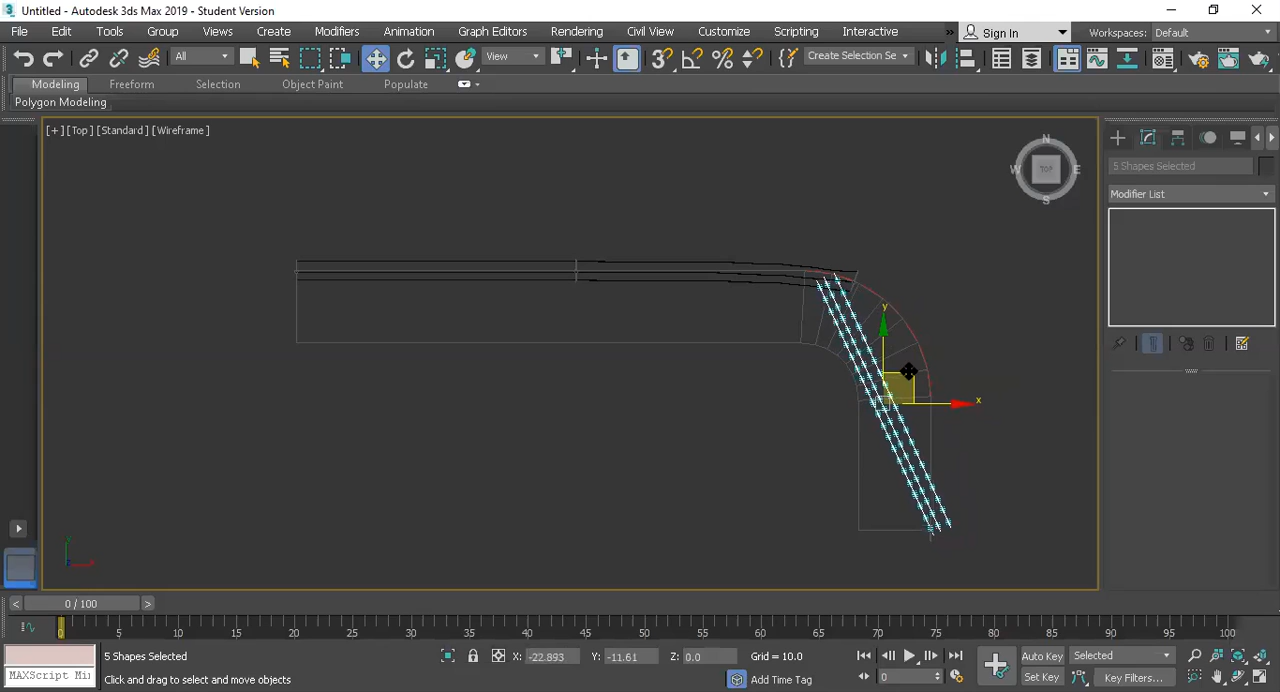 Untitled - Autodesk 3ds Max 2019 - Student Version
File Edit Tools Group Views Create Modifiers Animation Graph Editors Rendering Civil View Customize Scripting Interactive » Sign In Workspaces: Default
All View Create Selection Se
Modeling Freeform Selection Object Paint Populate
Polygon Modeling
[+] [Top] [Standard] [Wireframe]
N
W TOP E
S
5 Shapes Selected
Modifier List
y
x
0 / 100
0 5 10 15 20 25 30 35 40 45 50 55 60 65 70 75 80 85 90 95 100
5 Shapes Selected X: -22.893 Y: -11.61 Z: 0.0 Grid = 10.0 Auto Key Selected
MAXScript Mi Click and drag to select and move objects Add Time Tag 0 Set Key Key Filters...